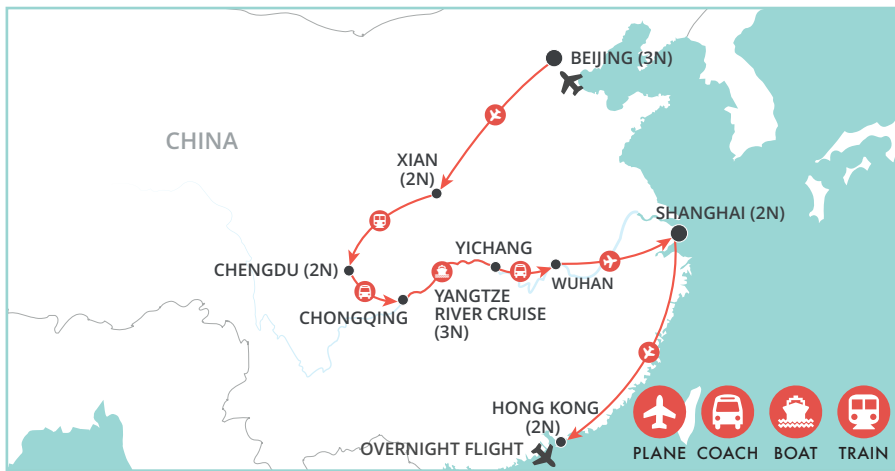 BEIJING (3N)
CHINA
XIAN
(2N)
SHANGHAI (2N)
YICHANG
CHENGDU (2N)
WUHAN
CHONGQING
YANGTZE
RIVER CRUISE
(3N)
HONG KONG
(2N)
OVERNIGHT FLIGHT
PLANE COACH BOAT TRAIN